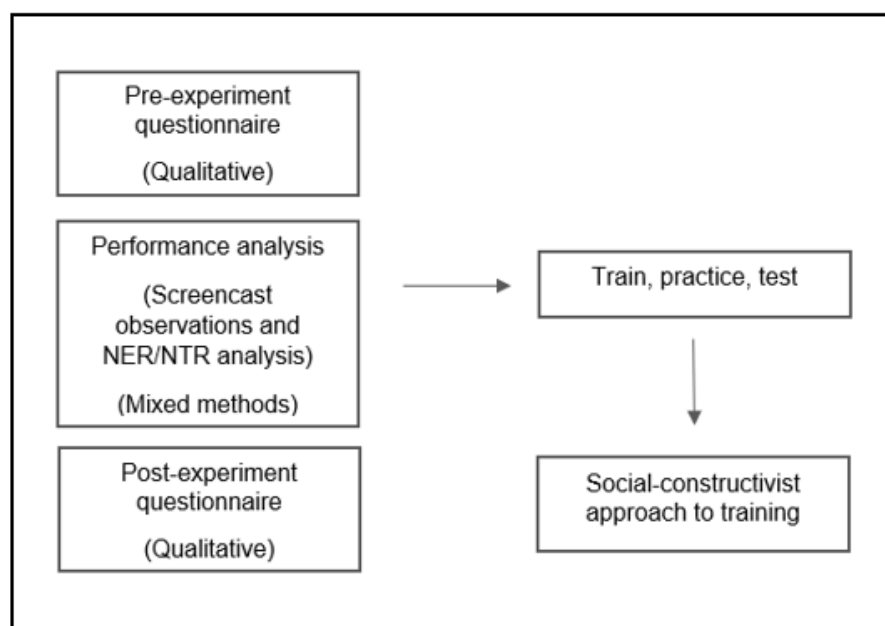 Pre-experiment
questionnaire
(Qualitative)
Performance analysis
(Screencast
observations and
NER/NTR analysis)
(Mixed methods)
Post-experiment
questionnaire
(Qualitative)
Train, practice, test
Social-constructivist
approach to training